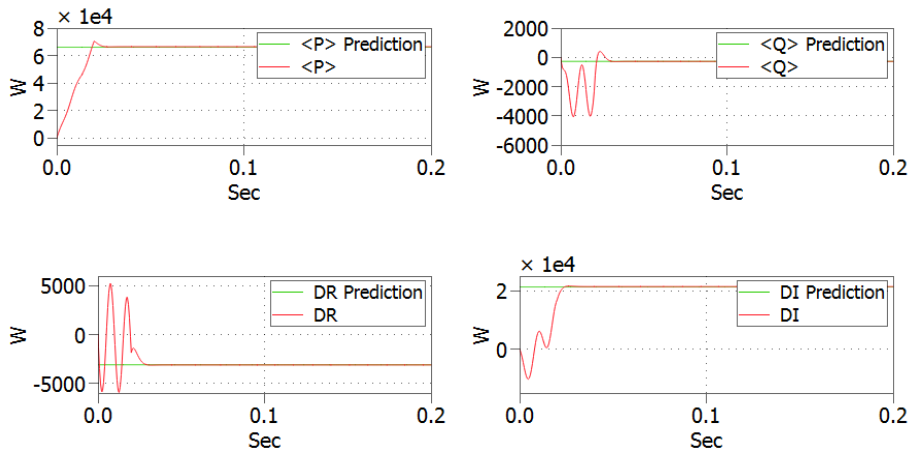 × 1e4
8
6
4
2
0
W
<P> Prediction
<P>
0.0
0.1
0.2
Sec
2000
0
-2000
-4000
-6000
W
<Q> Prediction
<Q>
0.0
0.1
0.2
Sec
5000
0
-5000
W
DR Prediction
DR
0.0
0.1
0.2
Sec
× 1e4
2
0
W
DI Prediction
DI
0.0
0.1
0.2
Sec